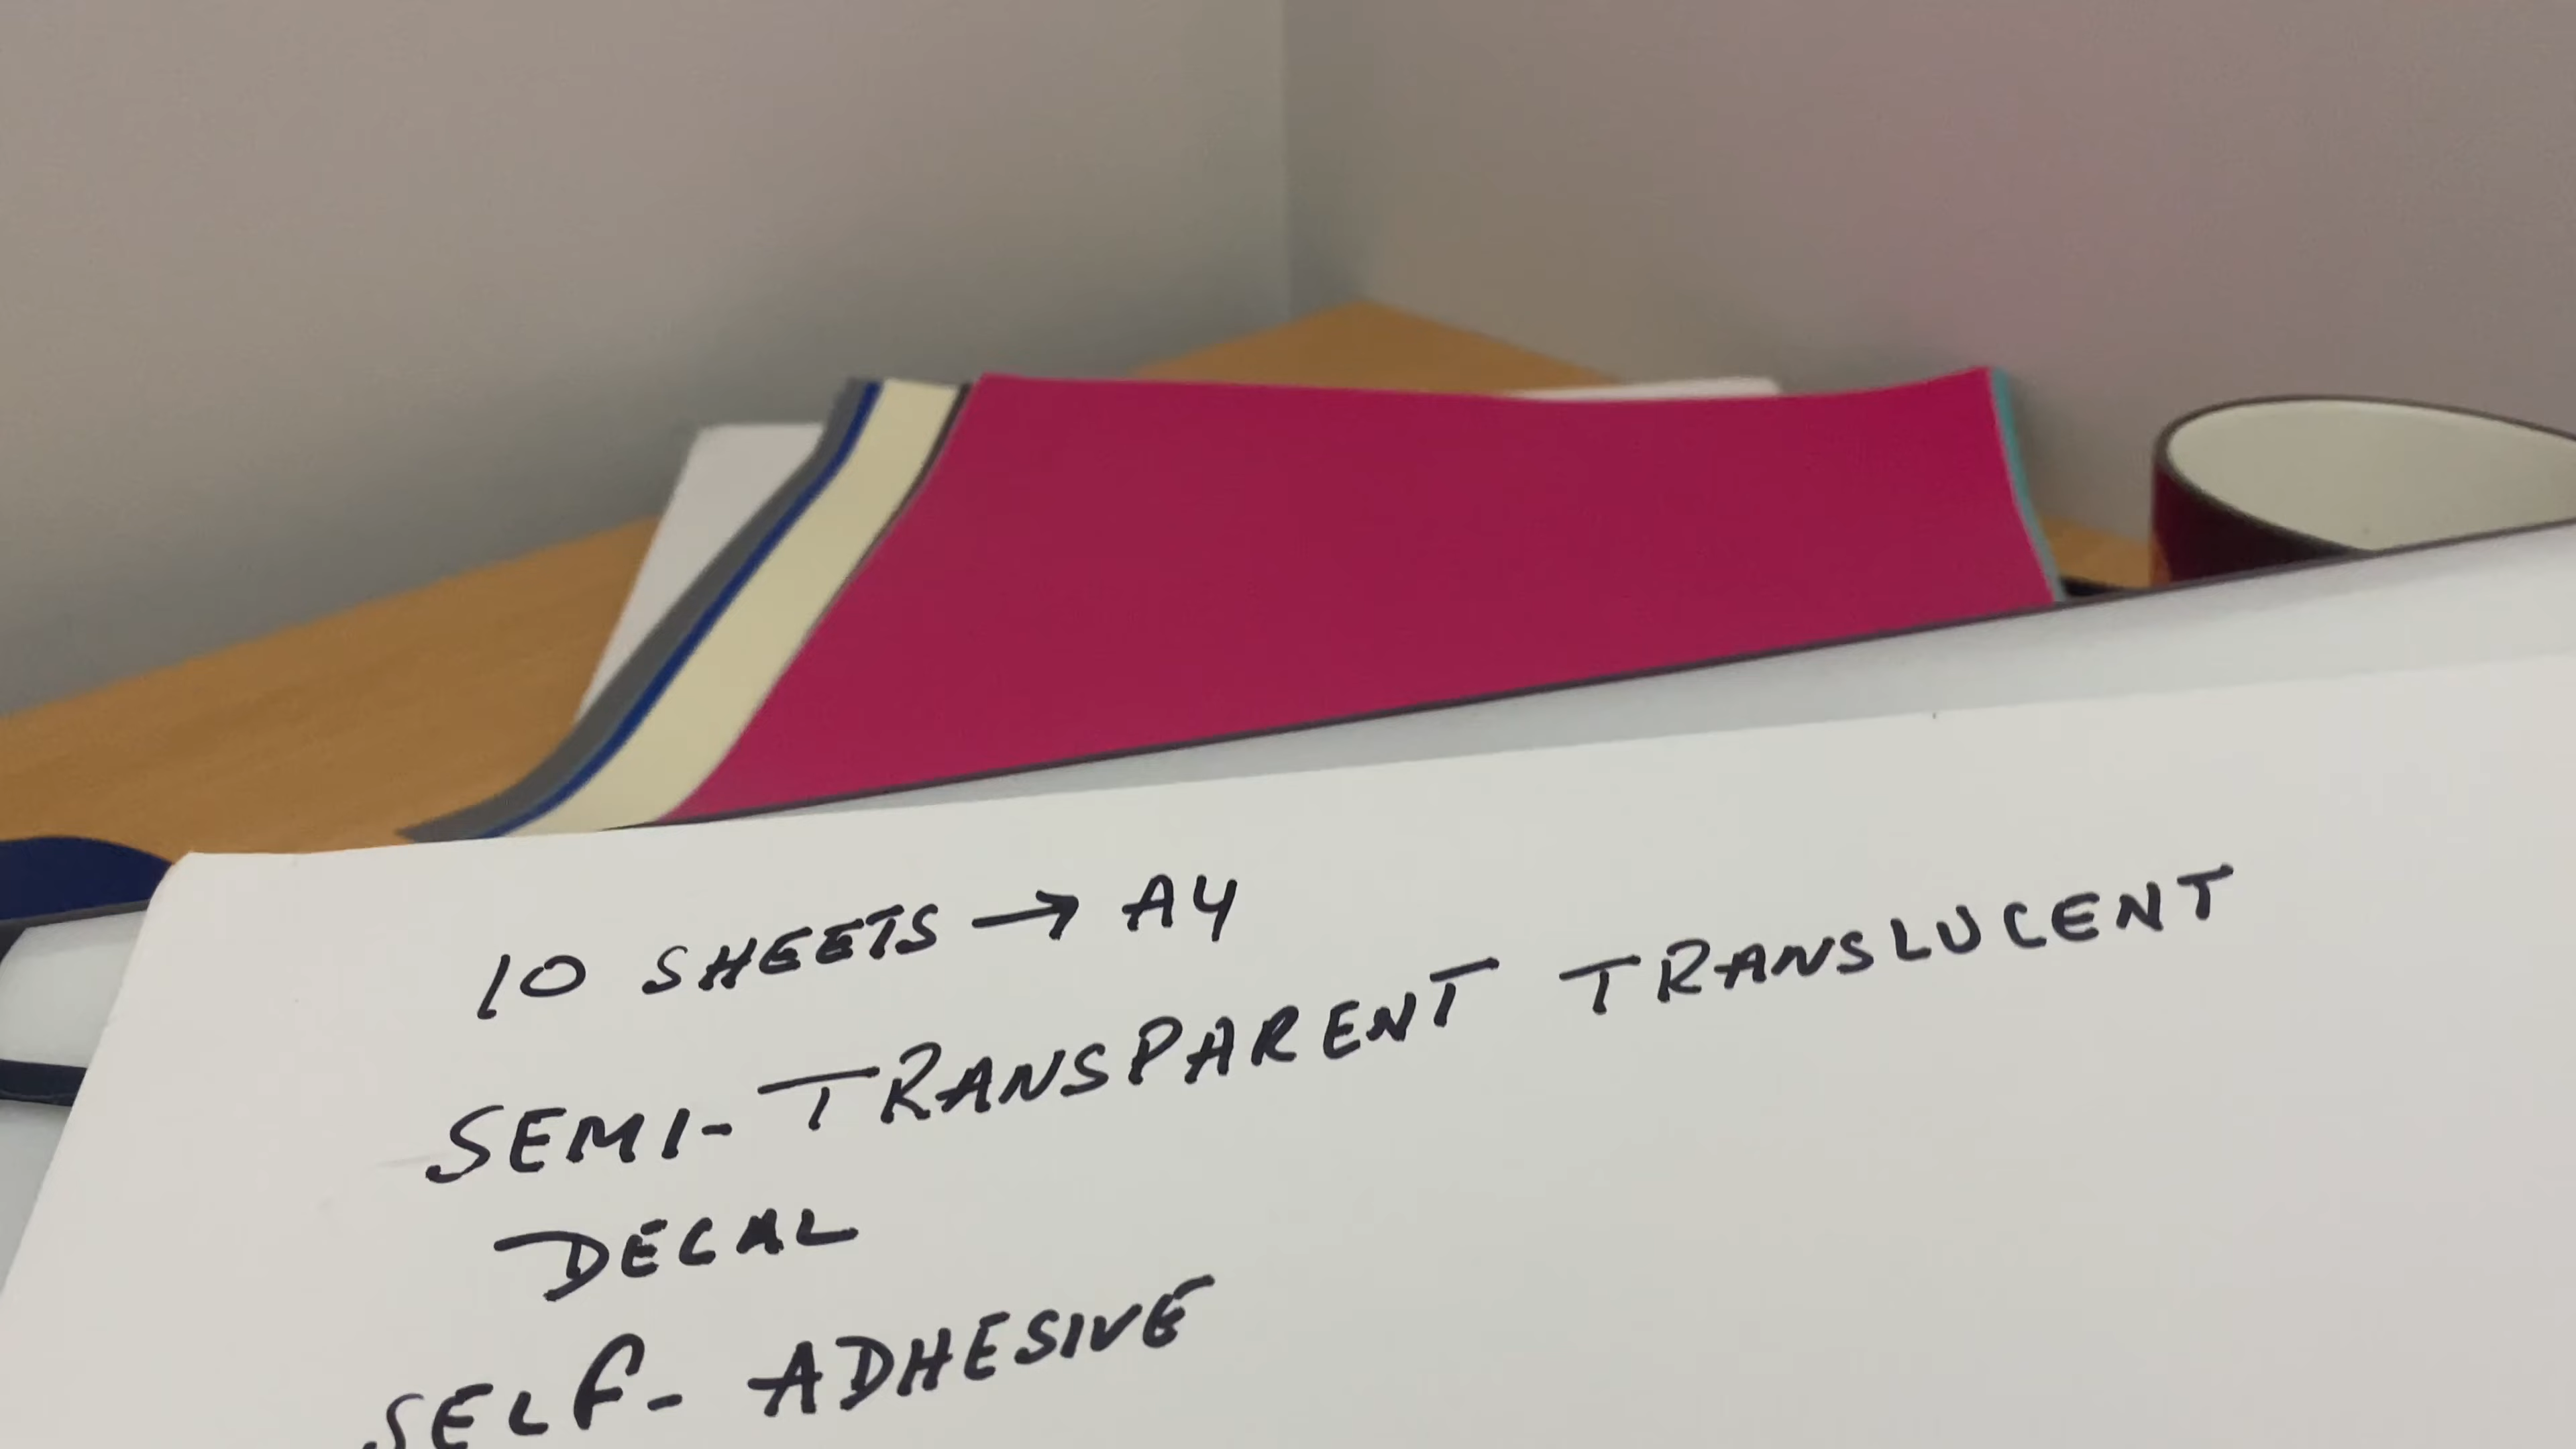 10 SHEETS → A4
SEMI-TRANSPARENT TRANSLUCENT
DECAL
SELF-ADHESIVE